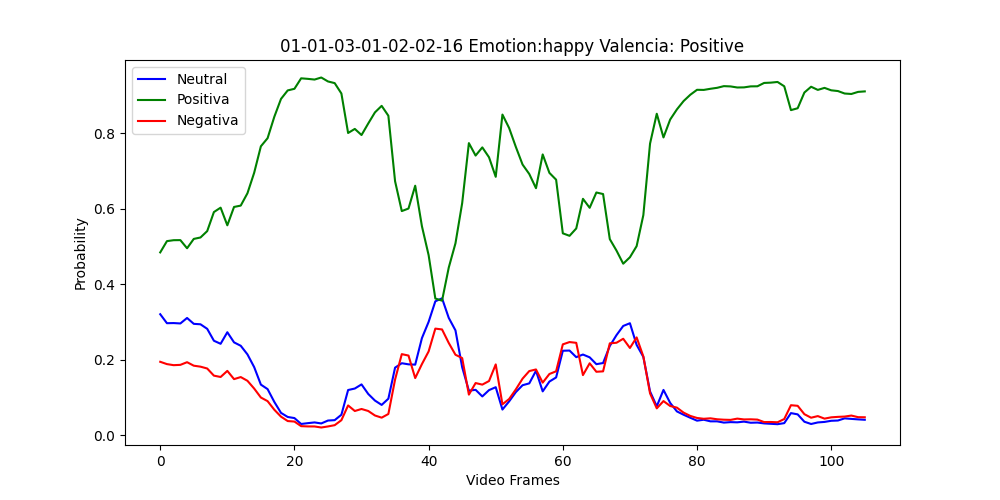 01-01-03-01-02-02-16 Emotion:happy Valencia: Positive
Neutral
Positiva
Negativa
Probability
0.8
0.6
0.4
0.2
0.0
0 20 40 60 80 100
Video Frames